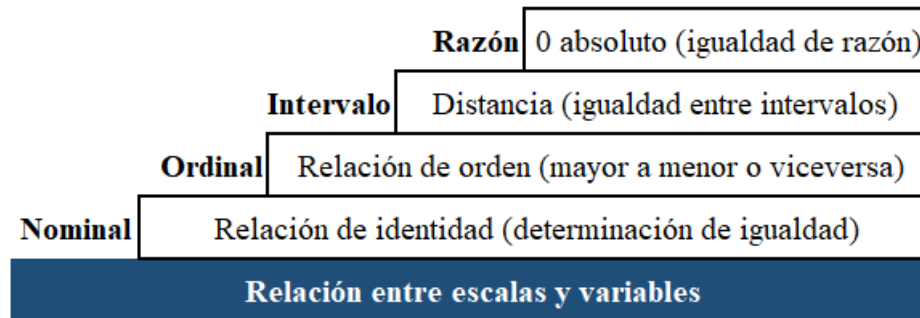 Razón 0 absoluto (igualdad de razón)
Intervalo Distancia (igualdad entre intervalos)
Ordinal Relación de orden (mayor a menor o viceversa)
Nominal Relación de identidad (determinación de igualdad)
Relación entre escalas y variables